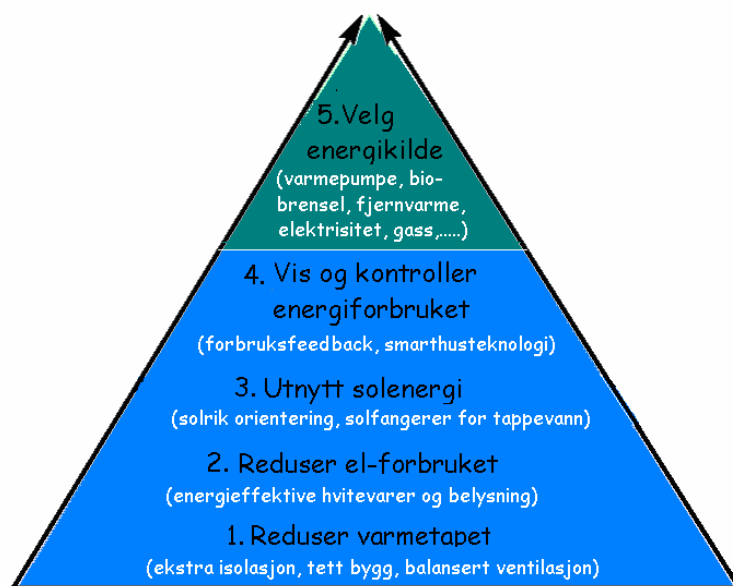 5.Velg
energikilde
(varmepumpe, bio-
brensel, fjernvarme,
elektrisitet, gass,.....)
4. Vis og kontroller
energiforbruket
(forbruksfeedback, smarthusteknologi)
3. Utnytt solenergi
(solrik orientering, solfangerer for tappevann)
2. Reduser el-forbruket
(energieffektive hvitevarer og belysning)
1. Reduser varmetapet
(ekstra isolasjon, tett bygg, balansert ventilasjon)